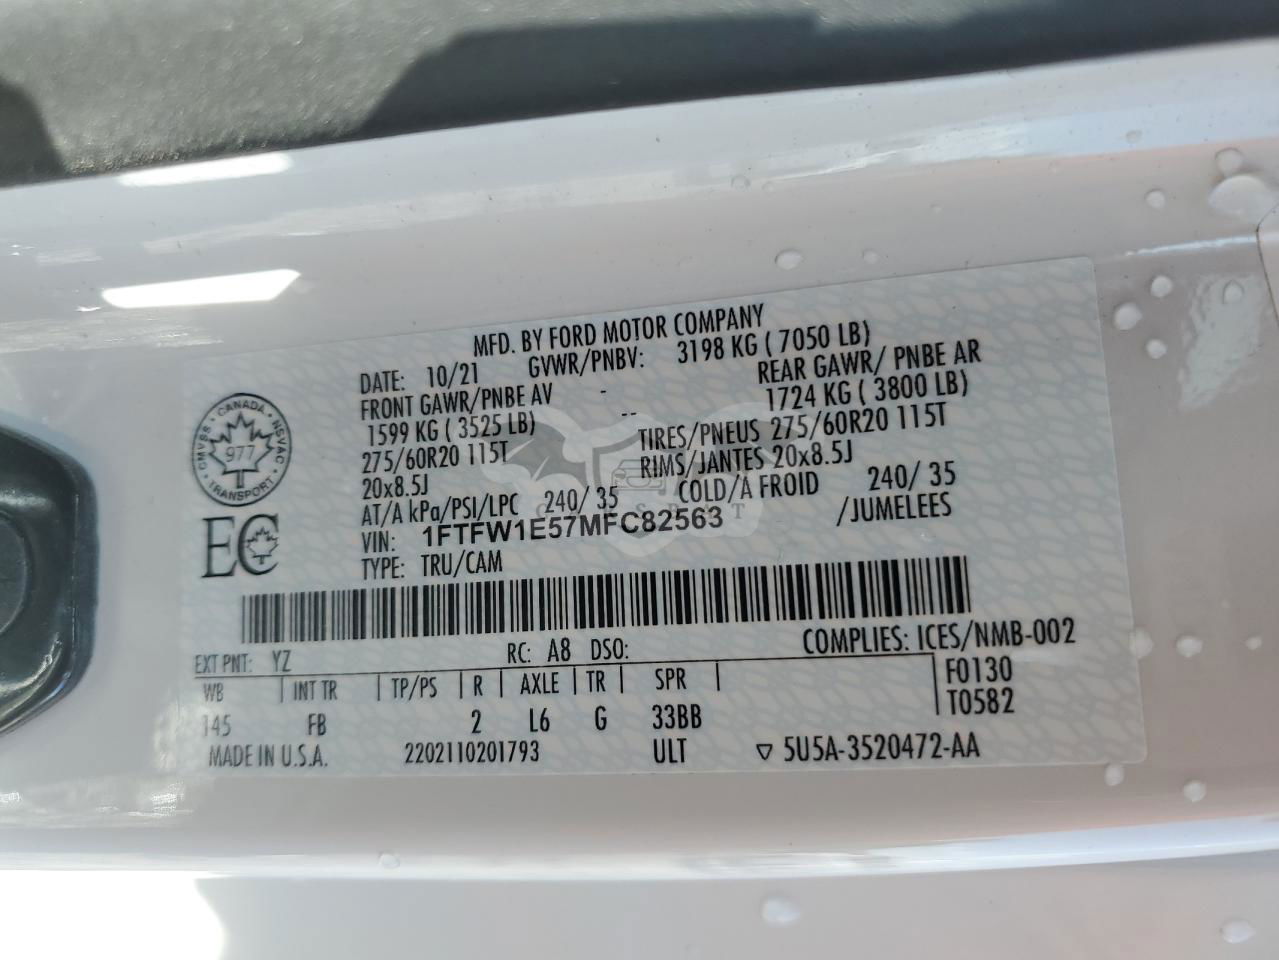 MFD. BY FORD MOTOR COMPANY
DATE: 10/21 GVWR/PNBV: 3198 KG ( 7050 LB)
FRONT GAWR/PNBE AV - REAR GAWR/ PNBE AR
1599 KG ( 3525 LB) -- 1724 KG ( 3800 LB)
275/60R20 115T TIRES/PNEUS 275/60R20 115T
20x8.5J RIMS/JANTES 20x8.5J
AT/A kPa/PSI/LPC 240/ 35 COLD/A FROID 240/ 35
VIN: 1FTFW1E57MFC82563 /JUMELEES
TYPE: TRU/CAM
CANADA
CMVSS NSVAC
977
TRANSPORT
EC
EXT PNT: YZ RC: A8 DSO: COMPLIES: ICES/NMB-002
WB | INT TR | TP/PS | R | AXLE | TR | SPR | F0130
145 FB 2 L6 G 33BB T0582
MADE IN U.S.A. 2202110201793 ULT ▽ 5U5A-3520472-AA